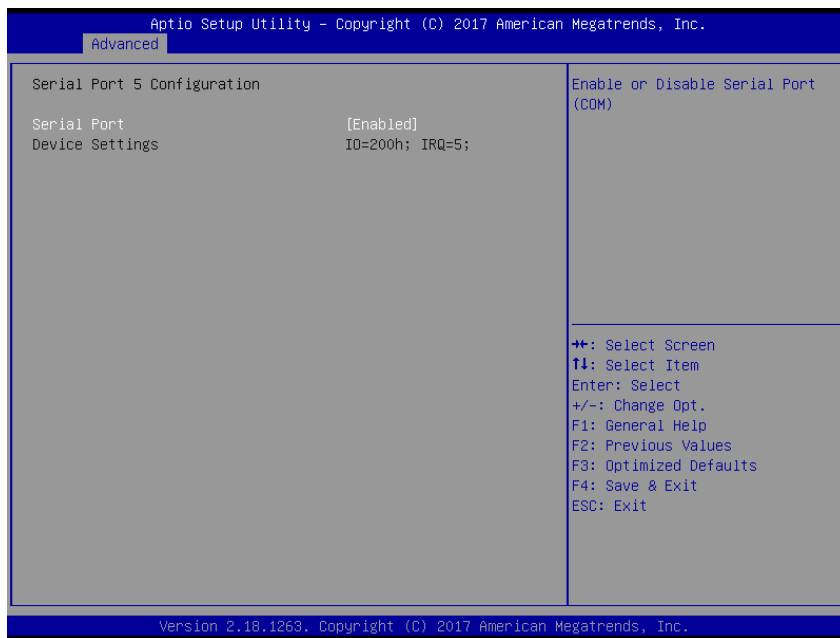 Aptio Setup Utility – Copyright (C) 2017 American Megatrends, Inc.
Advanced
Serial Port 5 Configuration
Serial Port [Enabled]
Device Settings IO=200h; IRQ=5;
Enable or Disable Serial Port
(COM)
→←: Select Screen
↑↓: Select Item
Enter: Select
+/-: Change Opt.
F1: General Help
F2: Previous Values
F3: Optimized Defaults
F4: Save & Exit
ESC: Exit
Version 2.18.1263. Copyright (C) 2017 American Megatrends, Inc.